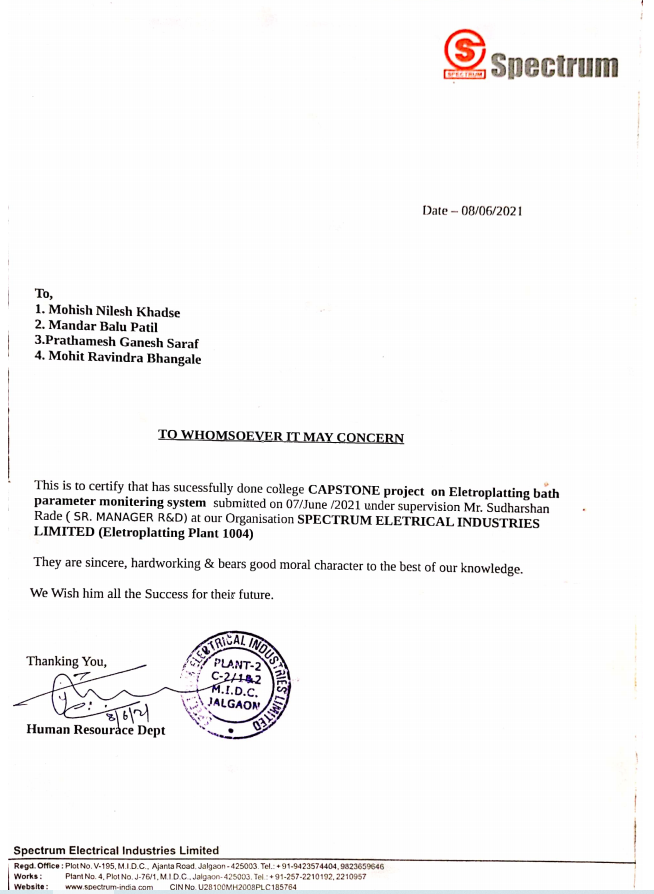 S
SPECTRUM
Spectrum
Date – 08/06/2021
To,
1. Mohish Nilesh Khadse
2. Mandar Balu Patil
3.Prathamesh Ganesh Saraf
4. Mohit Ravindra Bhangale
TO WHOMSOEVER IT MAY CONCERN
This is to certify that has sucessfully done college CAPSTONE project on Eletroplatting bath
parameter monitering system submitted on 07/June /2021 under supervision Mr. Sudharshan
Rade ( SR. MANAGER R&D) at our Organisation SPECTRUM ELETRICAL INDUSTRIES
LIMITED (Eletroplatting Plant 1004)
They are sincere, hardworking & bears good moral character to the best of our knowledge.
We Wish him all the Success for their future.
Thanking You,
8/6/21
Human Resourace Dept
ELECTRICAL INDUSTRIES LIMITED
PLANT-2
C-2/1&2
M.I.D.C.
JALGAON
Spectrum Electrical Industries Limited
Regd. Office : Plot No. V-195, M.I.D.C., Ajanta Road, Jalgaon - 425003. Tel.: + 91-9423574404, 9823659646
Works : Plant No. 4, Plot No. J-76/1, M.I.D.C., Jalgaon- 425003. Tel.: + 91-257-2210192, 2210957
Website : www.spectrum-india.com CIN No. U28100MH2008PLC185764